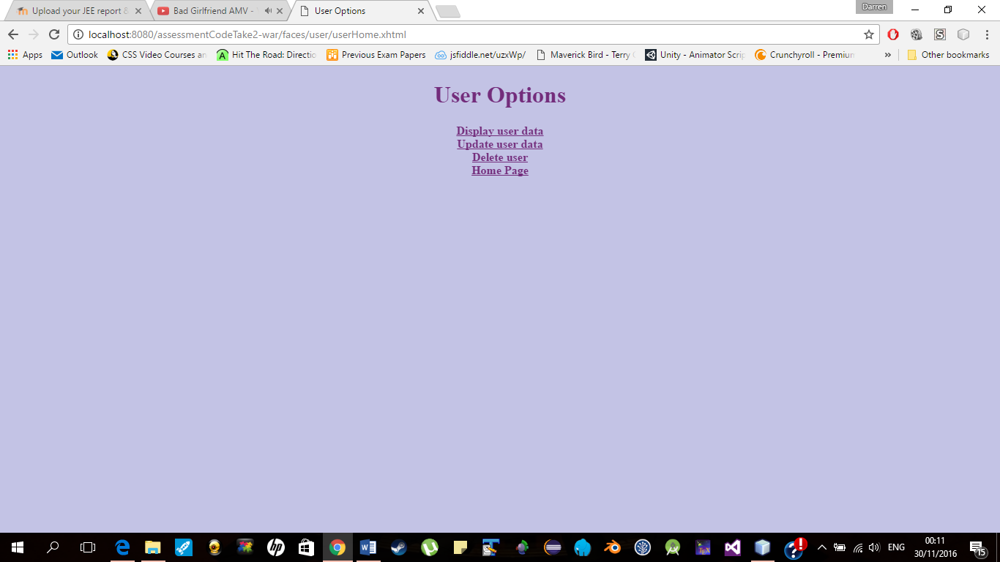 Darren
Upload your JEE report &
Bad Girlfriend AMV -
User Options
localhost:8080/assessmentCodeTake2-war/faces/user/userHome.xhtml
Apps
Outlook
CSS Video Courses an
Hit The Road: Directio
Previous Exam Papers
jsfiddle.net/uzxWp/
Maverick Bird - Terry
Unity - Animator Scrip
Crunchyroll - Premium
»
Other bookmarks
User Options
Display user data
Update user data
Delete user
Home Page
ENG
00:11
30/11/2016
15